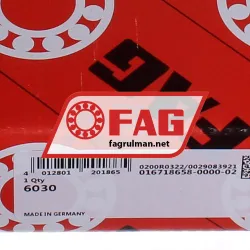 FAG
FAG
fagrulman.net
0200R0322/0029083921
016718658-0000-02
4 012801 201865
1 Qty
6030
MADE IN GERMANY